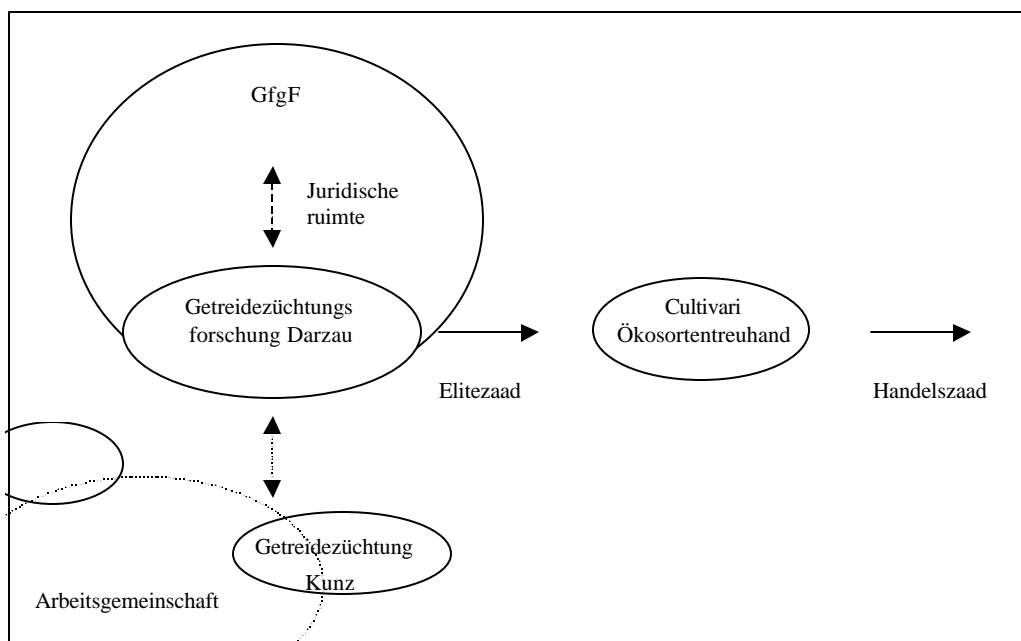 GfgF
Juridische
ruimte
Getreidezüchtungs
forschung Darzau
Cultivari
Ökosortentreuhand
Elitezaad
Handelszaad
Getreidezüchtung
Kunz
Arbeitsgemeinschaft